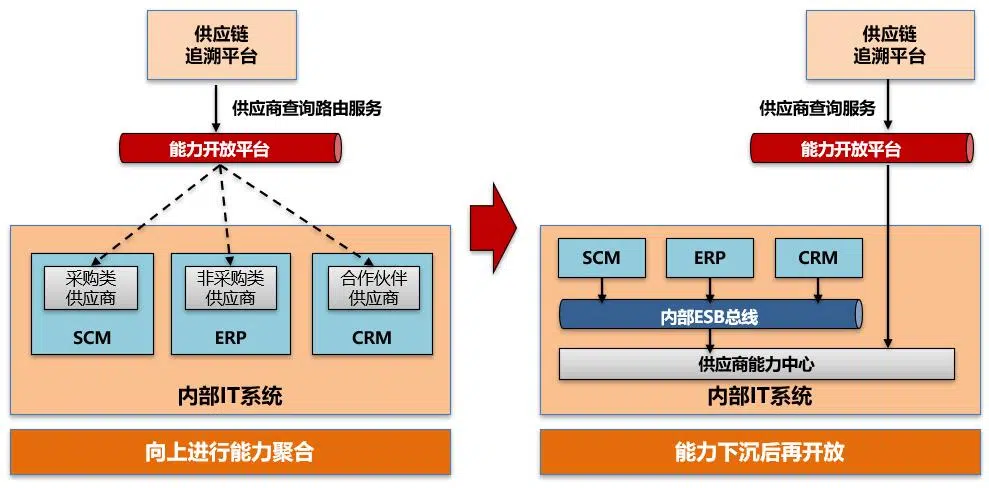 供应链
追溯平台
供应商查询路由服务
能力开放平台
采购类
供应商
SCM
非采购类
供应商
ERP
合作伙伴
供应商
CRM
内部IT系统
向上进行能力聚合
供应链
追溯平台
供应商查询服务
能力开放平台
SCM
ERP
CRM
内部ESB总线
供应商能力中心
内部IT系统
能力下沉后再开放